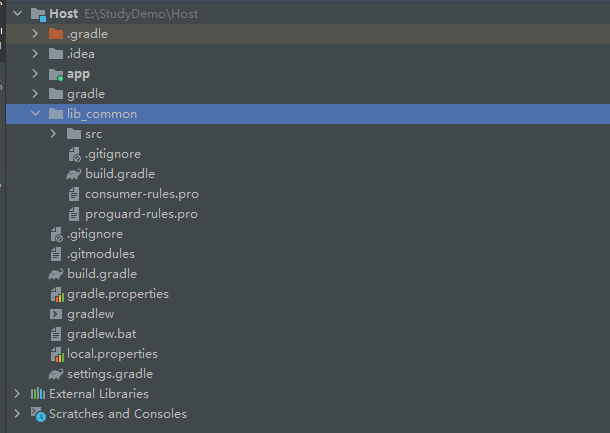 Host E:\StudyDemo\Host
.gradle
.idea
app
gradle
lib_common
src
.gitignore
build.gradle
consumer-rules.pro
proguard-rules.pro
.gitignore
.gitmodules
build.gradle
gradle.properties
gradlew
gradlew.bat
local.properties
settings.gradle
External Libraries
Scratches and Consoles